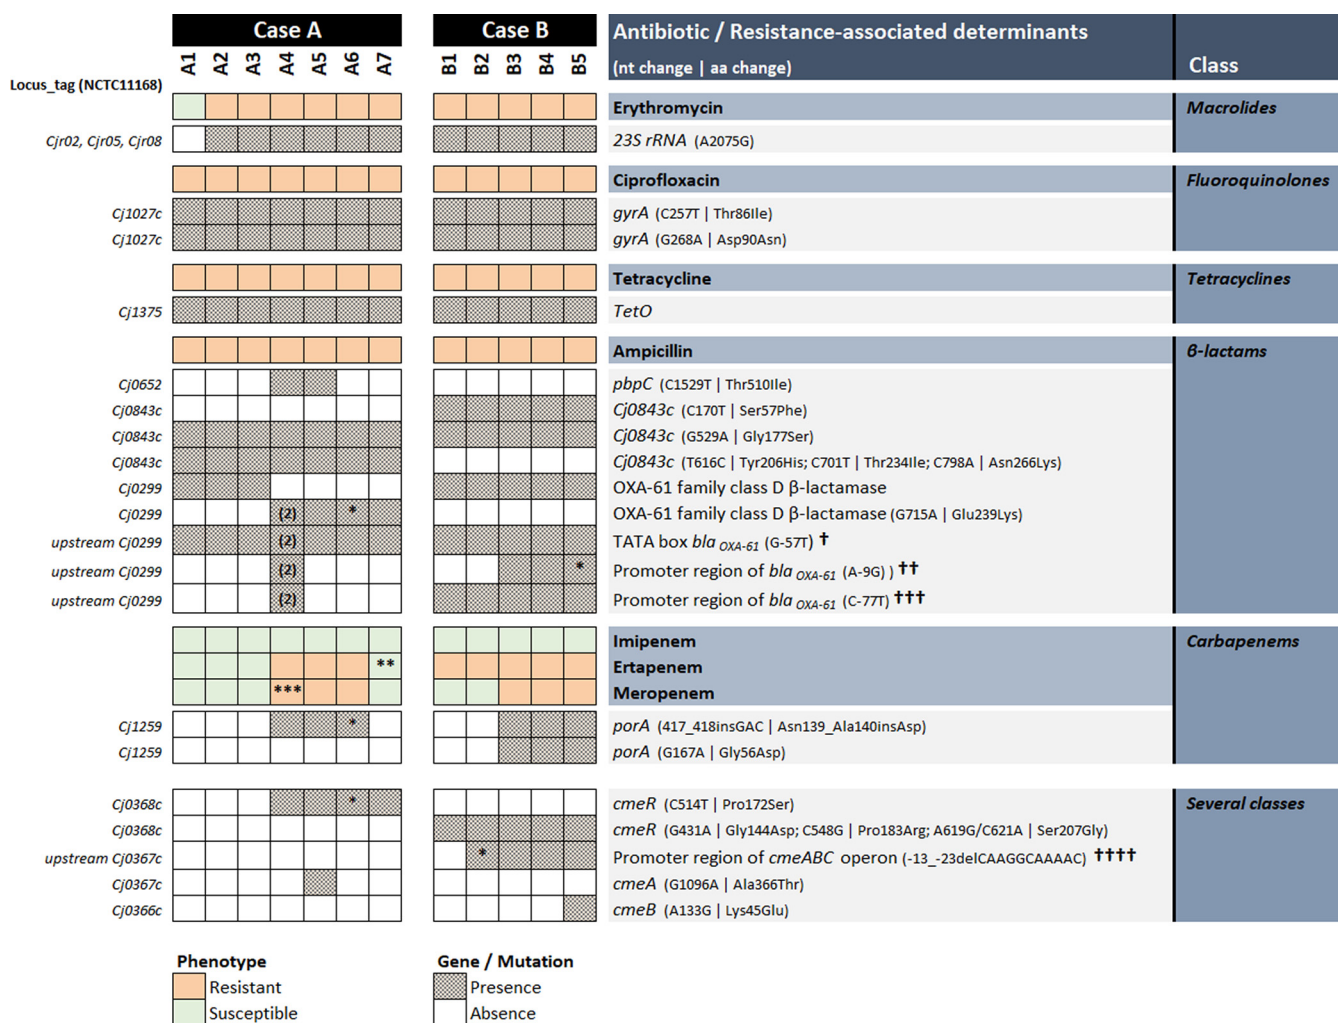 Case A
Case B
Antibiotic / Resistance-associated determinants
A1 A2 A3 A4 A5 A6 A7
B1 B2 B3 B4 B5
(nt change | aa change)
Class
Locus_tag (NCTC11168)
Erythromycin
Macrolides
Cjr02, Cjr05, Cjr08
23S rRNA (A2075G)
Ciprofloxacin
Fluoroquinolones
Cj1027c
gyrA (C257T | Thr86Ile)
Cj1027c
gyrA (G268A | Asp90Asn)
Tetracycline
Tetracyclines
Cj1375
TetO
Ampicillin
β-lactams
Cj0652
pbpC (C1529T | Thr510Ile)
Cj0843c
Cj0843c (C170T | Ser57Phe)
Cj0843c
Cj0843c (G529A | Gly177Ser)
Cj0843c
Cj0843c (T616C | Tyr206His; C701T | Thr234Ile; C798A | Asn266Lys)
Cj0299
OXA-61 family class D β-lactamase
Cj0299
(2) *
OXA-61 family class D β-lactamase (G715A | Glu239Lys)
upstream Cj0299
(2)
TATA box bla OXA-61 (G-57T) †
upstream Cj0299
(2) *
Promoter region of bla OXA-61 (A-9G) ) ††
upstream Cj0299
(2)
Promoter region of bla OXA-61 (C-77T) †††
Imipenem
Carbapenems
**
Ertapenem
***
Meropenem
Cj1259
*
porA (417_418insGAC | Asn139_Ala140insAsp)
Cj1259
porA (G167A | Gly56Asp)
Cj0368c
*
cmeR (C514T | Pro172Ser)
Several classes
Cj0368c
cmeR (G431A | Gly144Asp; C548G | Pro183Arg; A619G/C621A | Ser207Gly)
upstream Cj0367c
*
Promoter region of cmeABC operon (-13_-23delCAAGGCAAAAC) ††††
Cj0367c
cmeA (G1096A | Ala366Thr)
Cj0366c
cmeB (A133G | Lys45Glu)
Phenotype
Gene / Mutation
Resistant
Presence
Susceptible
Absence